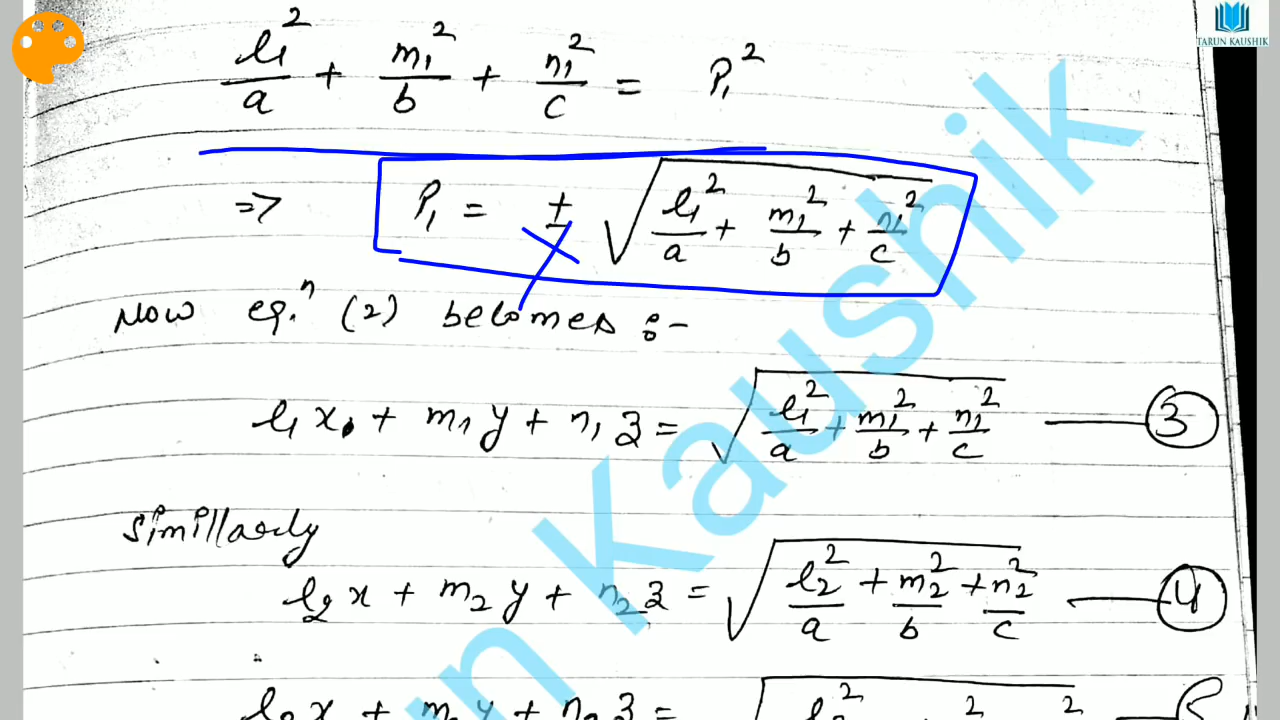 TARUN KAUSHIK
l₁²/a + m₁²/b + n₁²/c = P₁²
=> P₁ = ± √(l₁²/a + m₁²/b + n₁²/c)
Now eq.ⁿ (2) becomes :-
l₁x + m₁y + n₁z = √(l₁²/a + m₁²/b + n₁²/c) —— 3
Simillarly
l₂x + m₂y + n₂z = √(l₂²/a + m₂²/b + n₂²/c) —— 4
in Kaushik